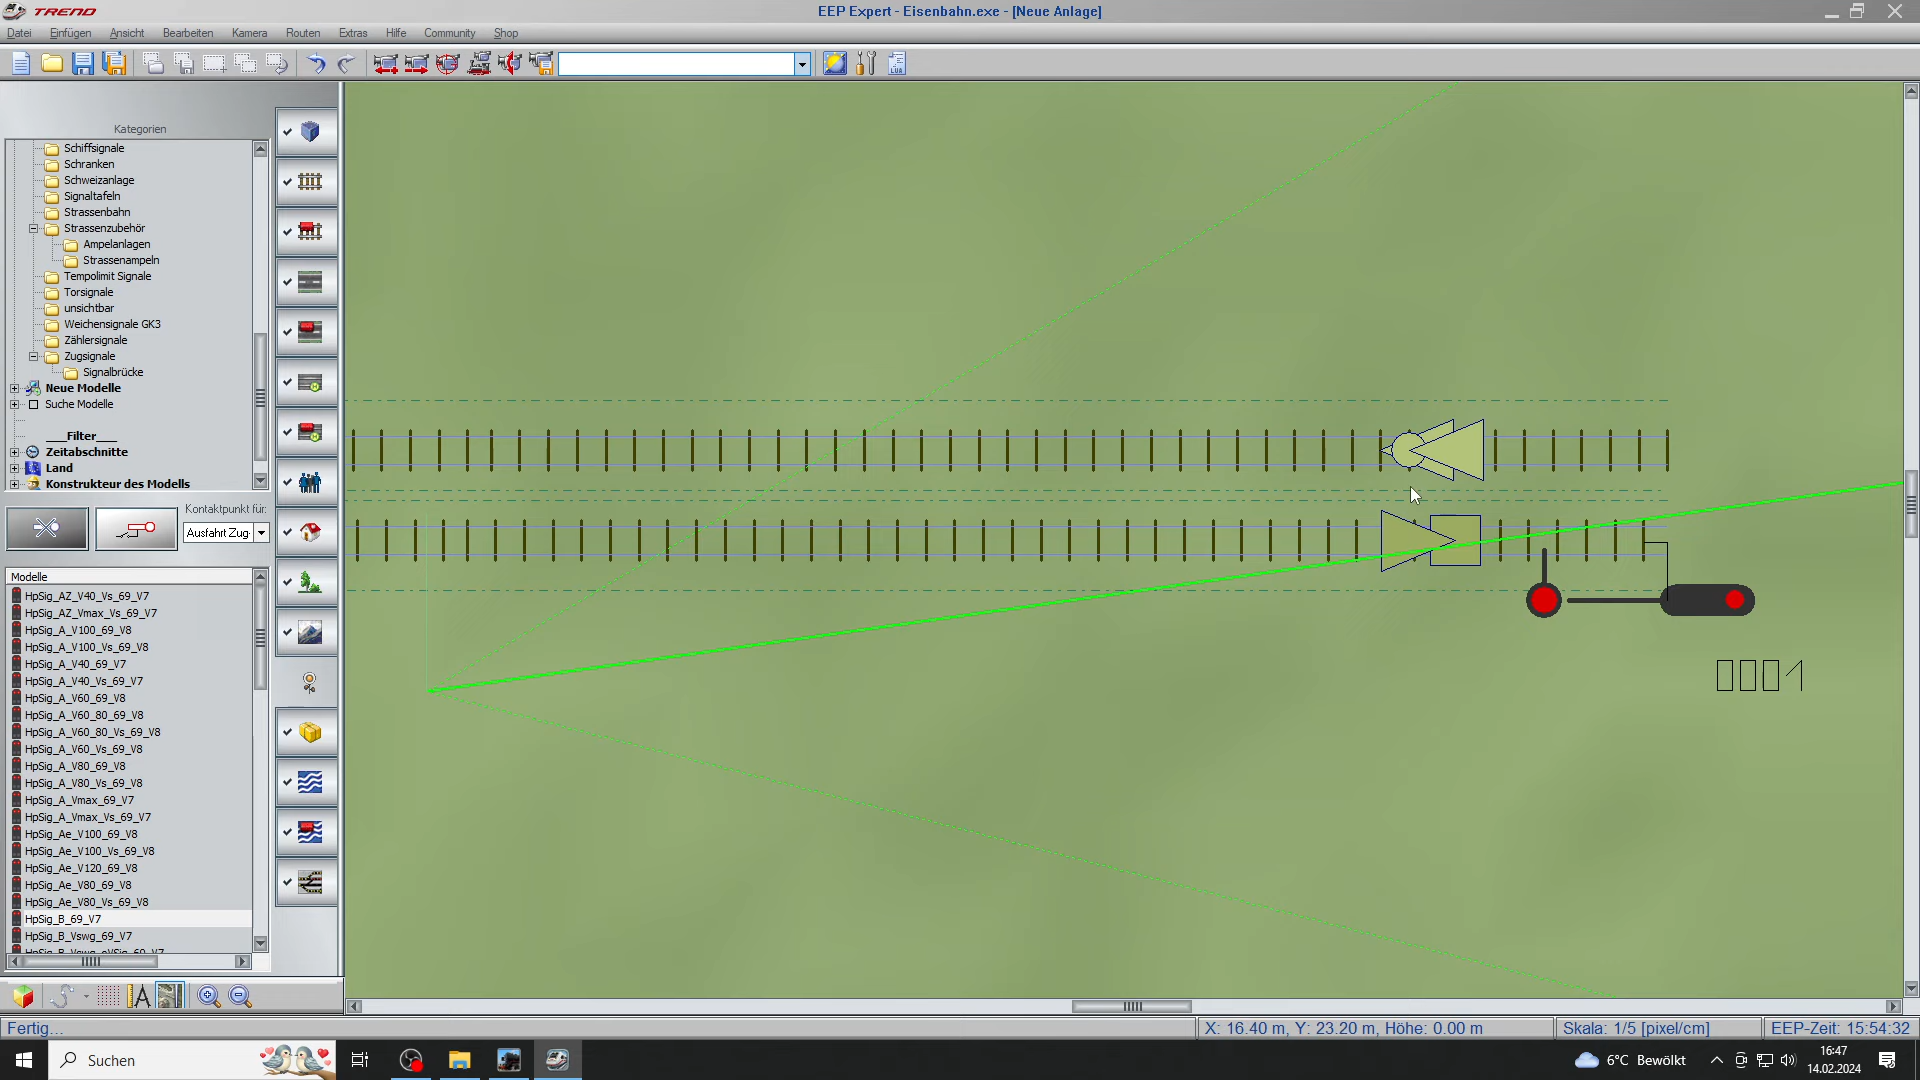 TREND
EEP Expert - Eisenbahn.exe - [Neue Anlage]
Datei Einfügen Ansicht Bearbeiten Kamera Routen Extras Hilfe Community Shop
LUA
Kategorien
Schiffsignale
Schranken
Schweizanlage
Signaltafeln
Strassenbahn
Strassenzubehör
Ampelanlagen
Strassenampeln
Tempolimit Signale
Torsignale
unsichtbar
Weichensignale GK3
Zählersignale
Zugsignale
Signalbrücke
Neue Modelle
Suche Modelle
___Filter___
Zeitabschnitte
Land
Konstrukteur des Modells
Kontaktpunkt für:
Ausfahrt Zug
Modelle
HpSig_AZ_V40_Vs_69_V7
HpSig_AZ_Vmax_Vs_69_V7
HpSig_A_V100_69_V8
HpSig_A_V100_Vs_69_V8
HpSig_A_V40_69_V7
HpSig_A_V40_Vs_69_V7
HpSig_A_V60_69_V8
HpSig_A_V60_80_69_V8
HpSig_A_V60_80_Vs_69_V8
HpSig_A_V60_Vs_69_V8
HpSig_A_V80_69_V8
HpSig_A_V80_Vs_69_V8
HpSig_A_Vmax_69_V7
HpSig_A_Vmax_Vs_69_V7
HpSig_Ae_V100_69_V8
HpSig_Ae_V100_Vs_69_V8
HpSig_Ae_V120_69_V8
HpSig_Ae_V80_69_V8
HpSig_Ae_V80_Vs_69_V8
HpSig_B_69_V7
HpSig_B_Vswg_69_V7
0001
Fertig...
X: 16.40 m, Y: 23.20 m, Höhe: 0.00 m
Skala: 1/5 [pixel/cm]
EEP-Zeit: 15:54:32
Suchen
6°C Bewölkt
16:47
14.02.2024